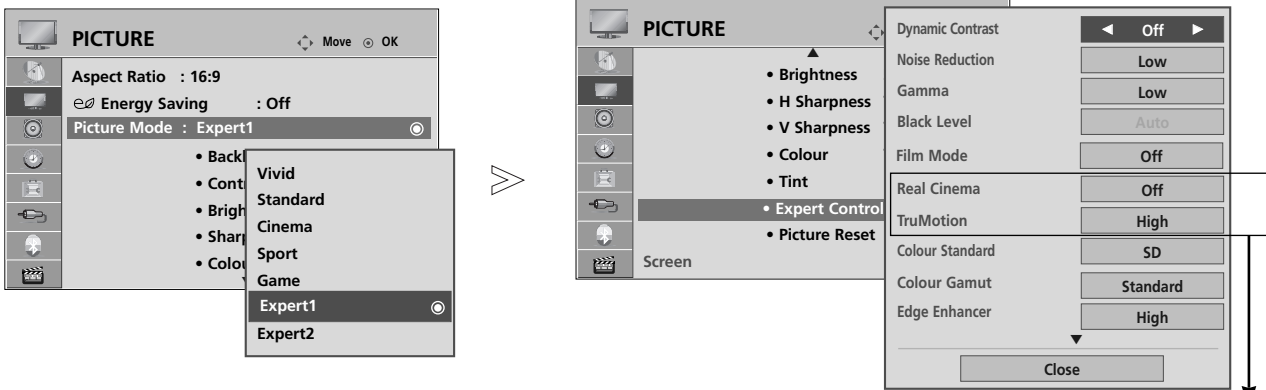 PICTURE
Move OK
Aspect Ratio : 16:9
Energy Saving : Off
Picture Mode : Expert1
• Back
• Cont
• Brigh
• Shar
• Colou
Vivid
Standard
Cinema
Sport
Game
Expert1
Expert2
PICTURE
• Brightness
• H Sharpness
• V Sharpness
• Colour
• Tint
• Expert Control
• Picture Reset
Screen
Dynamic Contrast Off
Noise Reduction Low
Gamma Low
Black Level Auto
Film Mode Off
Real Cinema Off
TruMotion High
Colour Standard SD
Colour Gamut Standard
Edge Enhancer High
Close